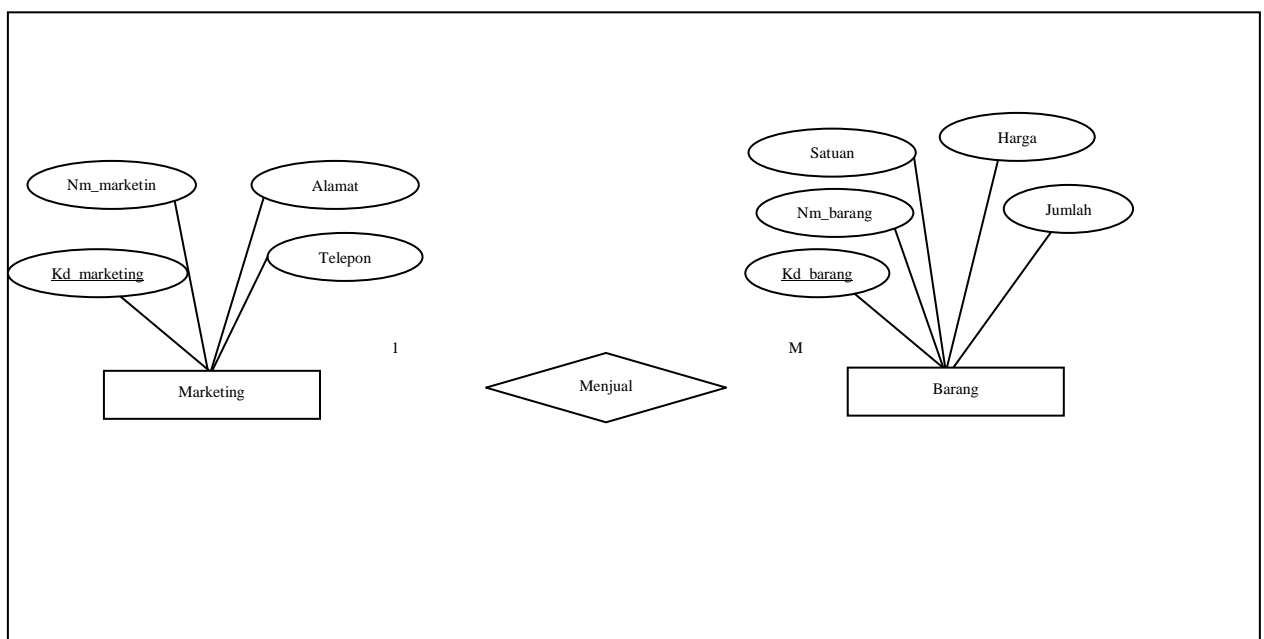 Nm_marketin
Alamat
Kd_marketing
Telepon
1
Marketing
Menjual
Satuan
Harga
Nm_barang
Jumlah
Kd_barang
M
Barang